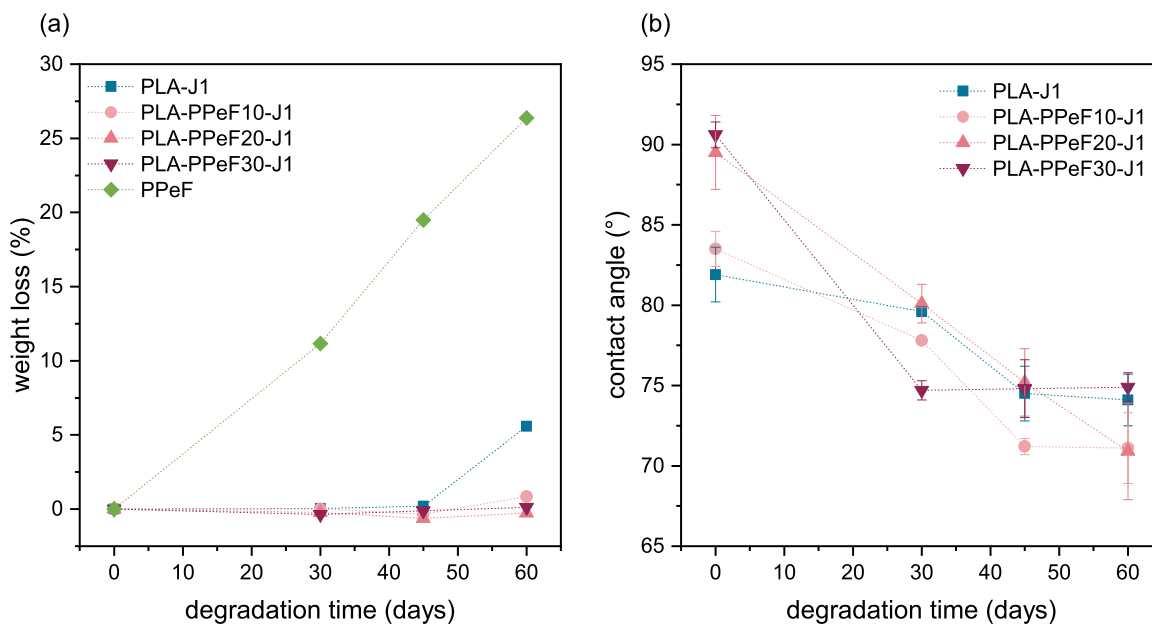 (a)
30
25
20
15
10
5
0
weight loss (%)
PLA-J1
PLA-PPeF10-J1
PLA-PPeF20-J1
PLA-PPeF30-J1
PPeF
0 10 20 30 40 50 60
degradation time (days)
(b)
95
90
85
80
75
70
65
contact angle (°)
PLA-J1
PLA-PPeF10-J1
PLA-PPeF20-J1
PLA-PPeF30-J1
0 10 20 30 40 50 60
degradation time (days)